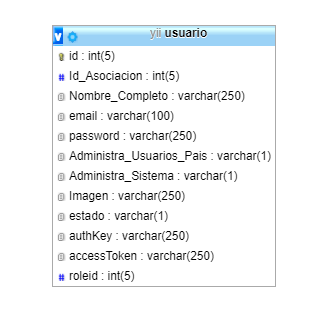 v yii usuario
id : int(5)
# Id_Asociacion : int(5)
Nombre_Completo : varchar(250)
email : varchar(100)
password : varchar(250)
Administra_Usuarios_Pais : varchar(1)
Administra_Sistema : varchar(1)
Imagen : varchar(250)
estado : varchar(1)
authKey : varchar(250)
accessToken : varchar(250)
# roleid : int(5)